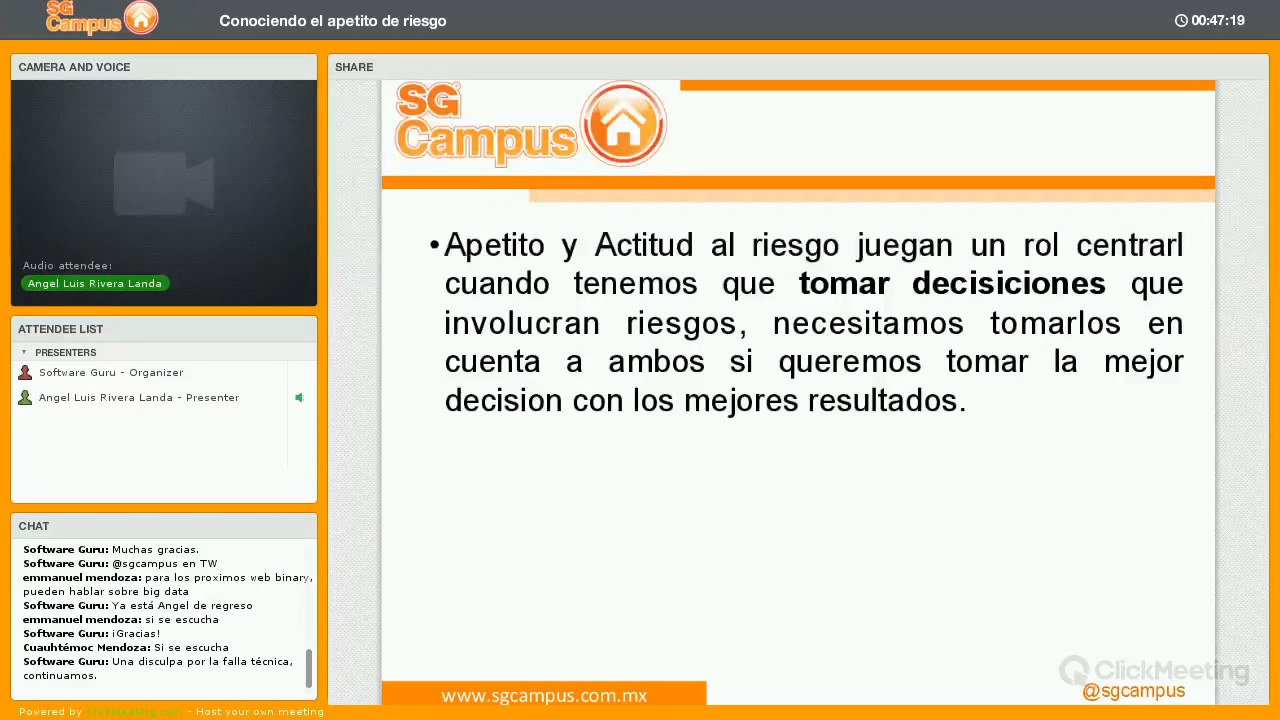 SG
Campus
Conociendo el apetito de riesgo
00:47:19
CAMERA AND VOICE
Audio attendee:
Angel Luis Rivera Landa
ATTENDEE LIST
PRESENTERS
Software Guru - Organizer
Angel Luis Rivera Landa - Presenter
CHAT
Software Guru: Muchas gracias.
Software Guru: @sgcampus en TW
emmanuel mendoza: para los proximos web binary,
pueden hablar sobre big data
Software Guru: Ya está Angel de regreso
emmanuel mendoza: si se escucha
Software Guru: ¡Gracias!
Cuauhtémoc Mendoza: Si se escucha
Software Guru: Una disculpa por la falla técnica,
continuamos.
Powered by ClickMeeting.com - Host your own meeting
SHARE
SG
Campus
•Apetito y Actitud al riesgo juegan un rol centrarl
cuando tenemos que tomar decisiciones que
involucran riesgos, necesitamos tomarlos en
cuenta a ambos si queremos tomar la mejor
decision con los mejores resultados.
www.sgcampus.com.mx
ClickMeeting
@sgcampus